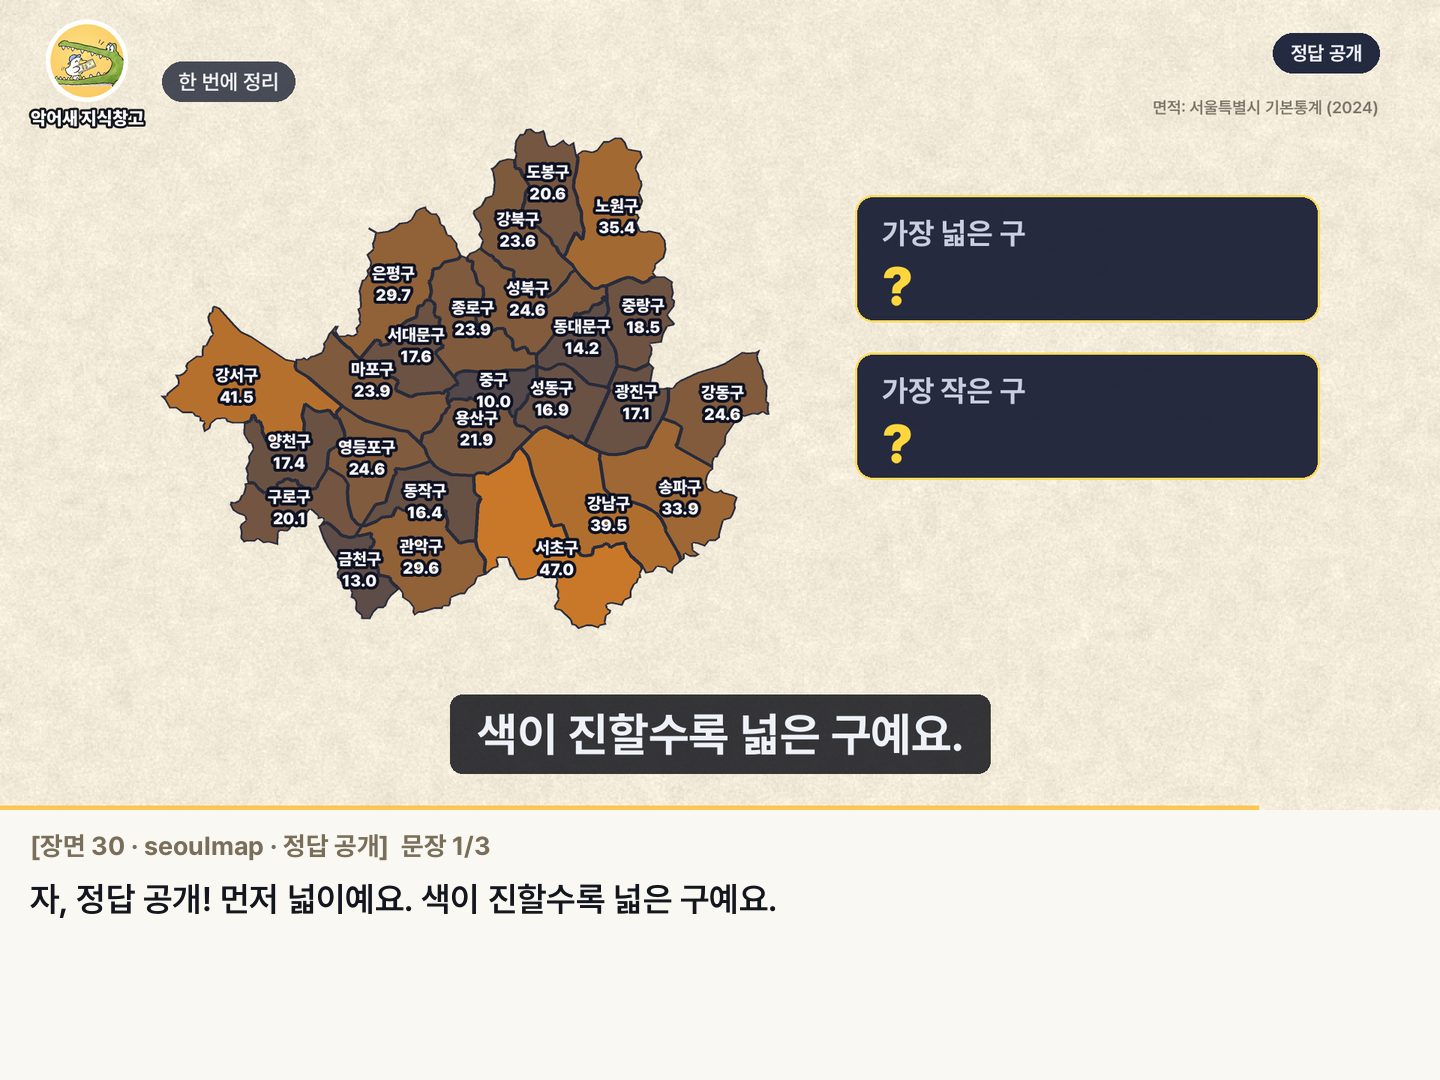 악어새 지식창고
한 번에 정리
정답 공개
면적: 서울특별시 기본통계 (2024)
도봉구
20.6
노원구
35.4
강북구
23.6
은평구
29.7
성북구
24.6
종로구
23.9
중랑구
18.5
동대문구
14.2
서대문구
17.6
마포구
23.9
강서구
41.5
중구
10.0
성동구
16.9
광진구
17.1
강동구
24.6
용산구
21.9
양천구
17.4
영등포구
24.6
구로구
20.1
동작구
16.4
강남구
39.5
송파구
33.9
금천구
13.0
관악구
29.6
서초구
47.0
가장 넓은 구
?
가장 작은 구
?
색이 진할수록 넓은 구예요.
[장면 30 · seoulmap · 정답 공개] 문장 1/3
자, 정답 공개! 먼저 넓이예요. 색이 진할수록 넓은 구예요.